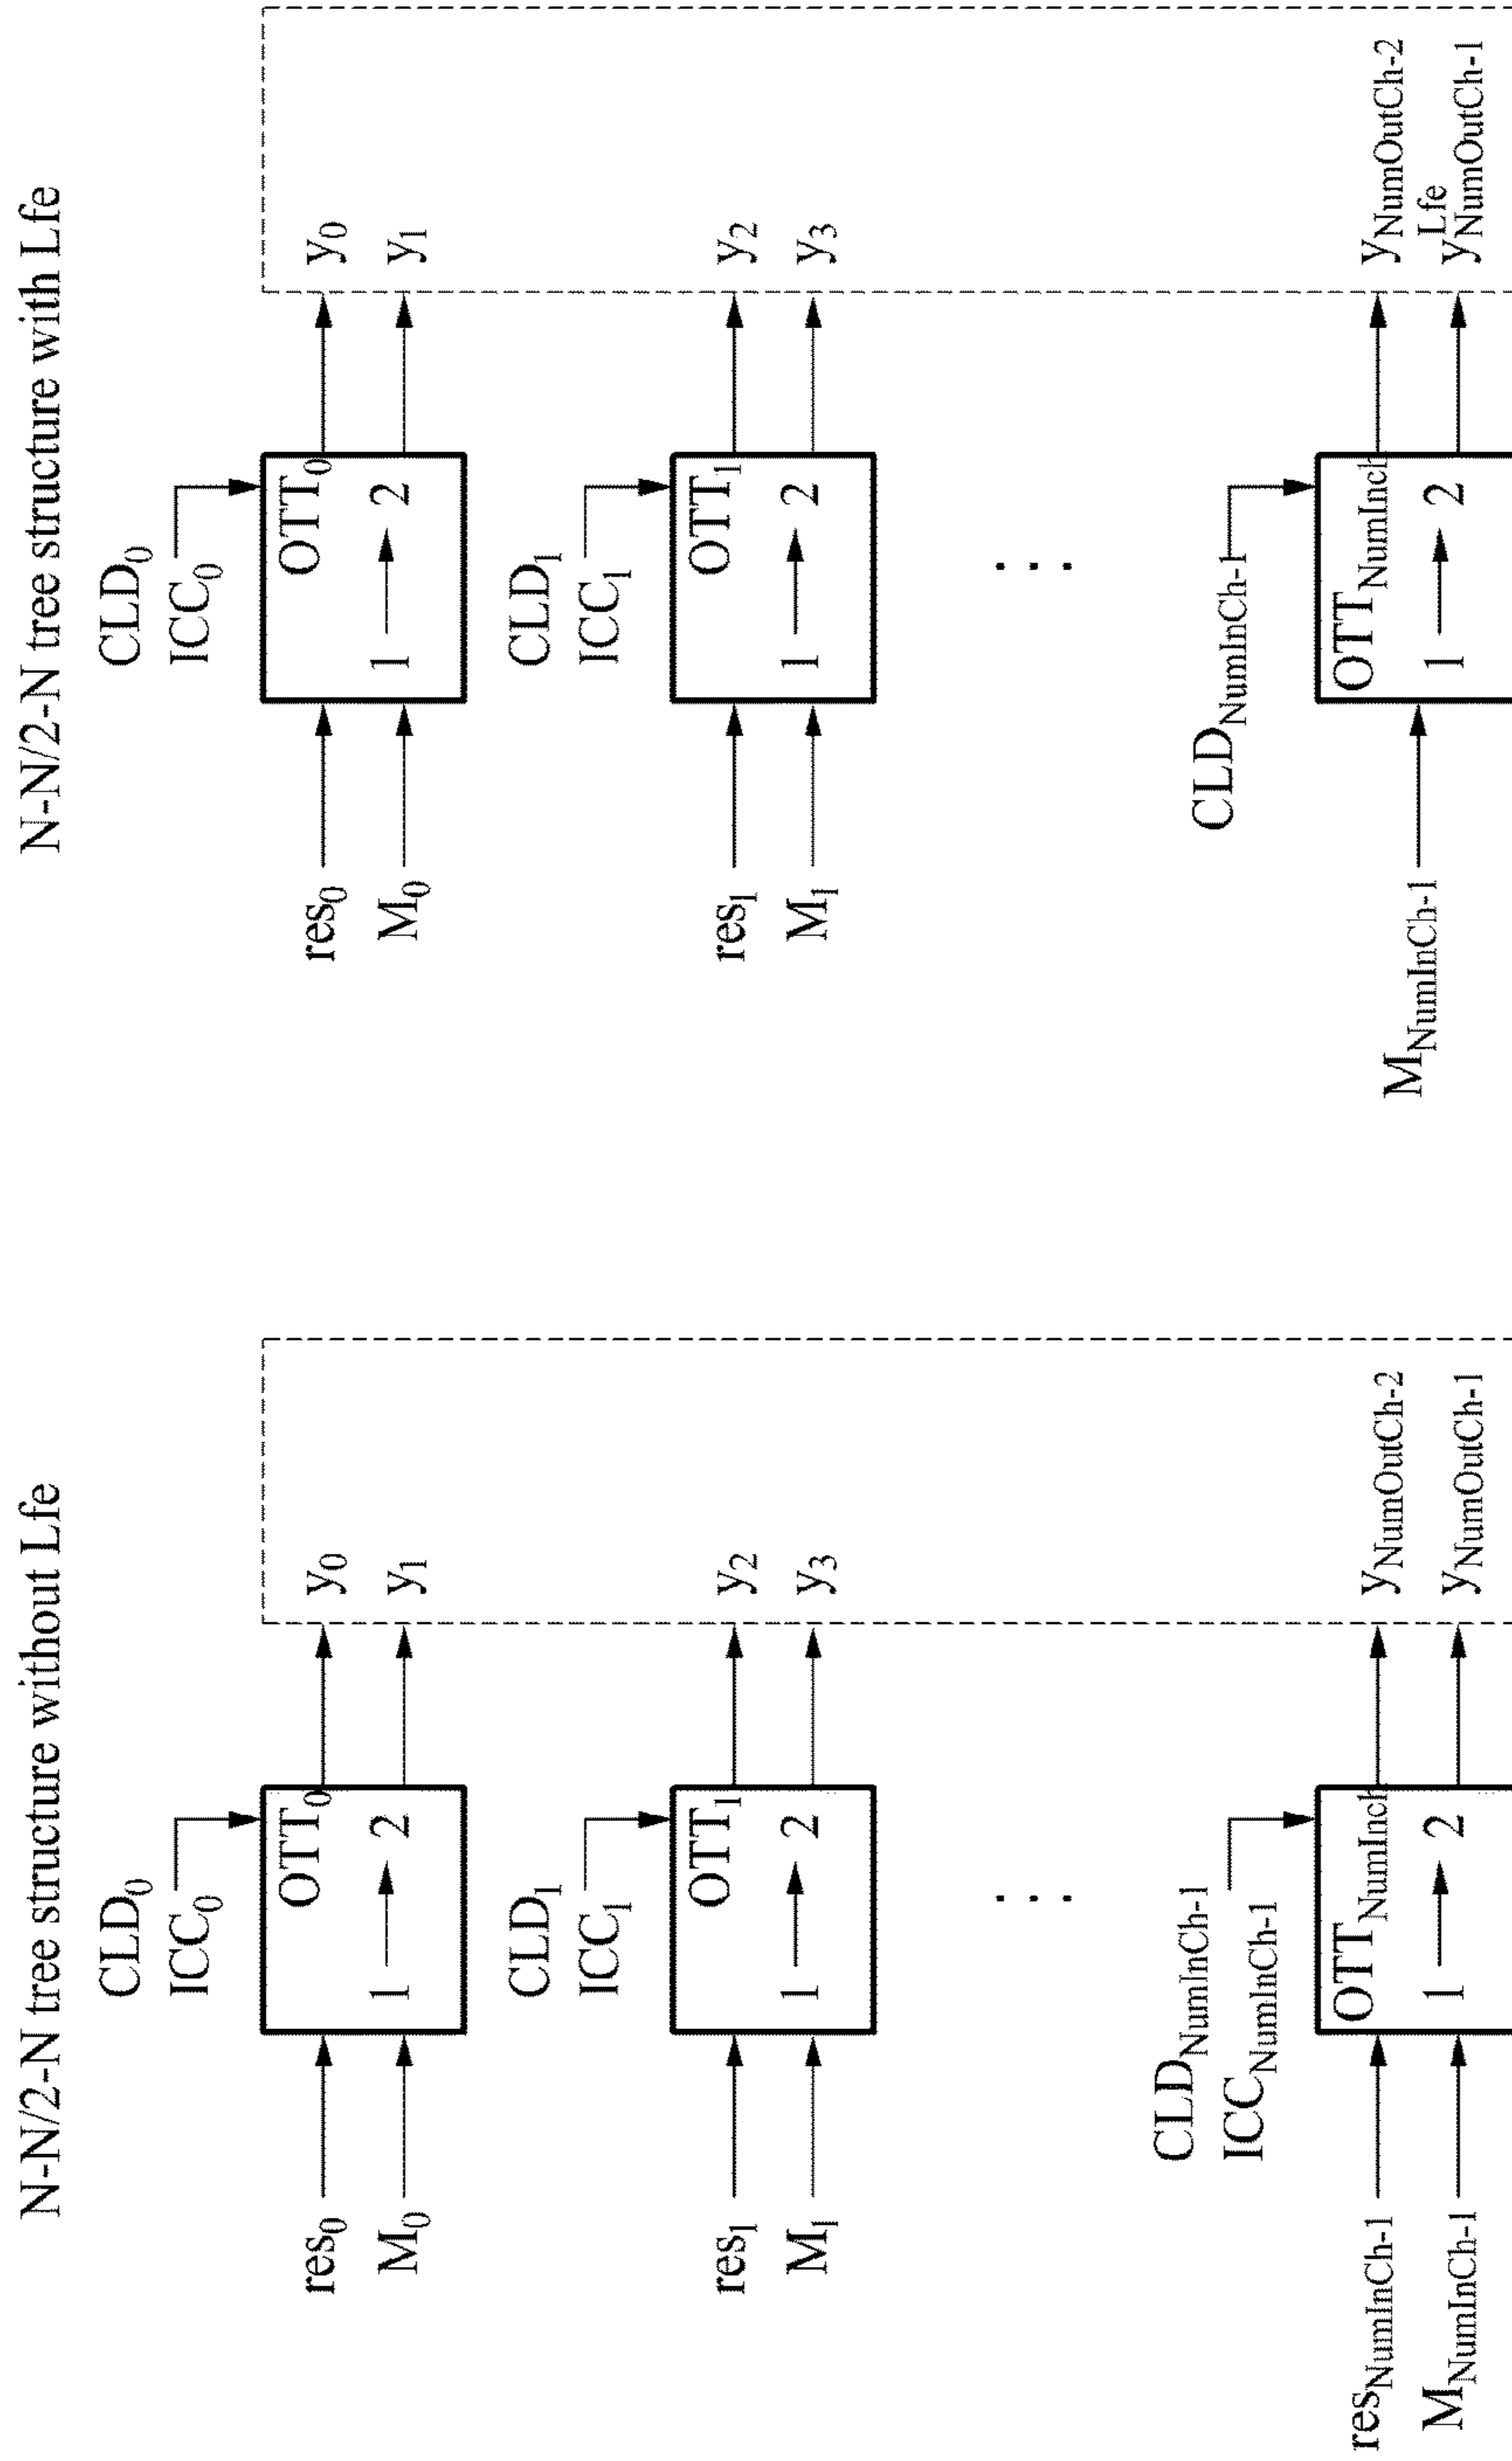 N-N/2-N tree structure without Lfe
CLD0
ICC0
OTT0
1 2
res0
M0
y0
y1
CLD1
ICC1
OTT1
1 2
res1
M1
y2
y3
...
CLDNumInCh-1
ICCNumInCh-1
OTTNumInch
1 2
resNumInCh-1
MNumInCh-1
yNumOutCh-2
yNumOutCh-1
N-N/2-N tree structure with Lfe
CLD0
ICC0
OTT0
1 2
res0
M0
y0
y1
CLD1
ICC1
OTT1
1 2
res1
M1
y2
y3
...
CLDNumInCh-1
OTTNumInch
1 2
MNumInCh-1
yNumOutCh-2
Lfe
yNumOutCh-1